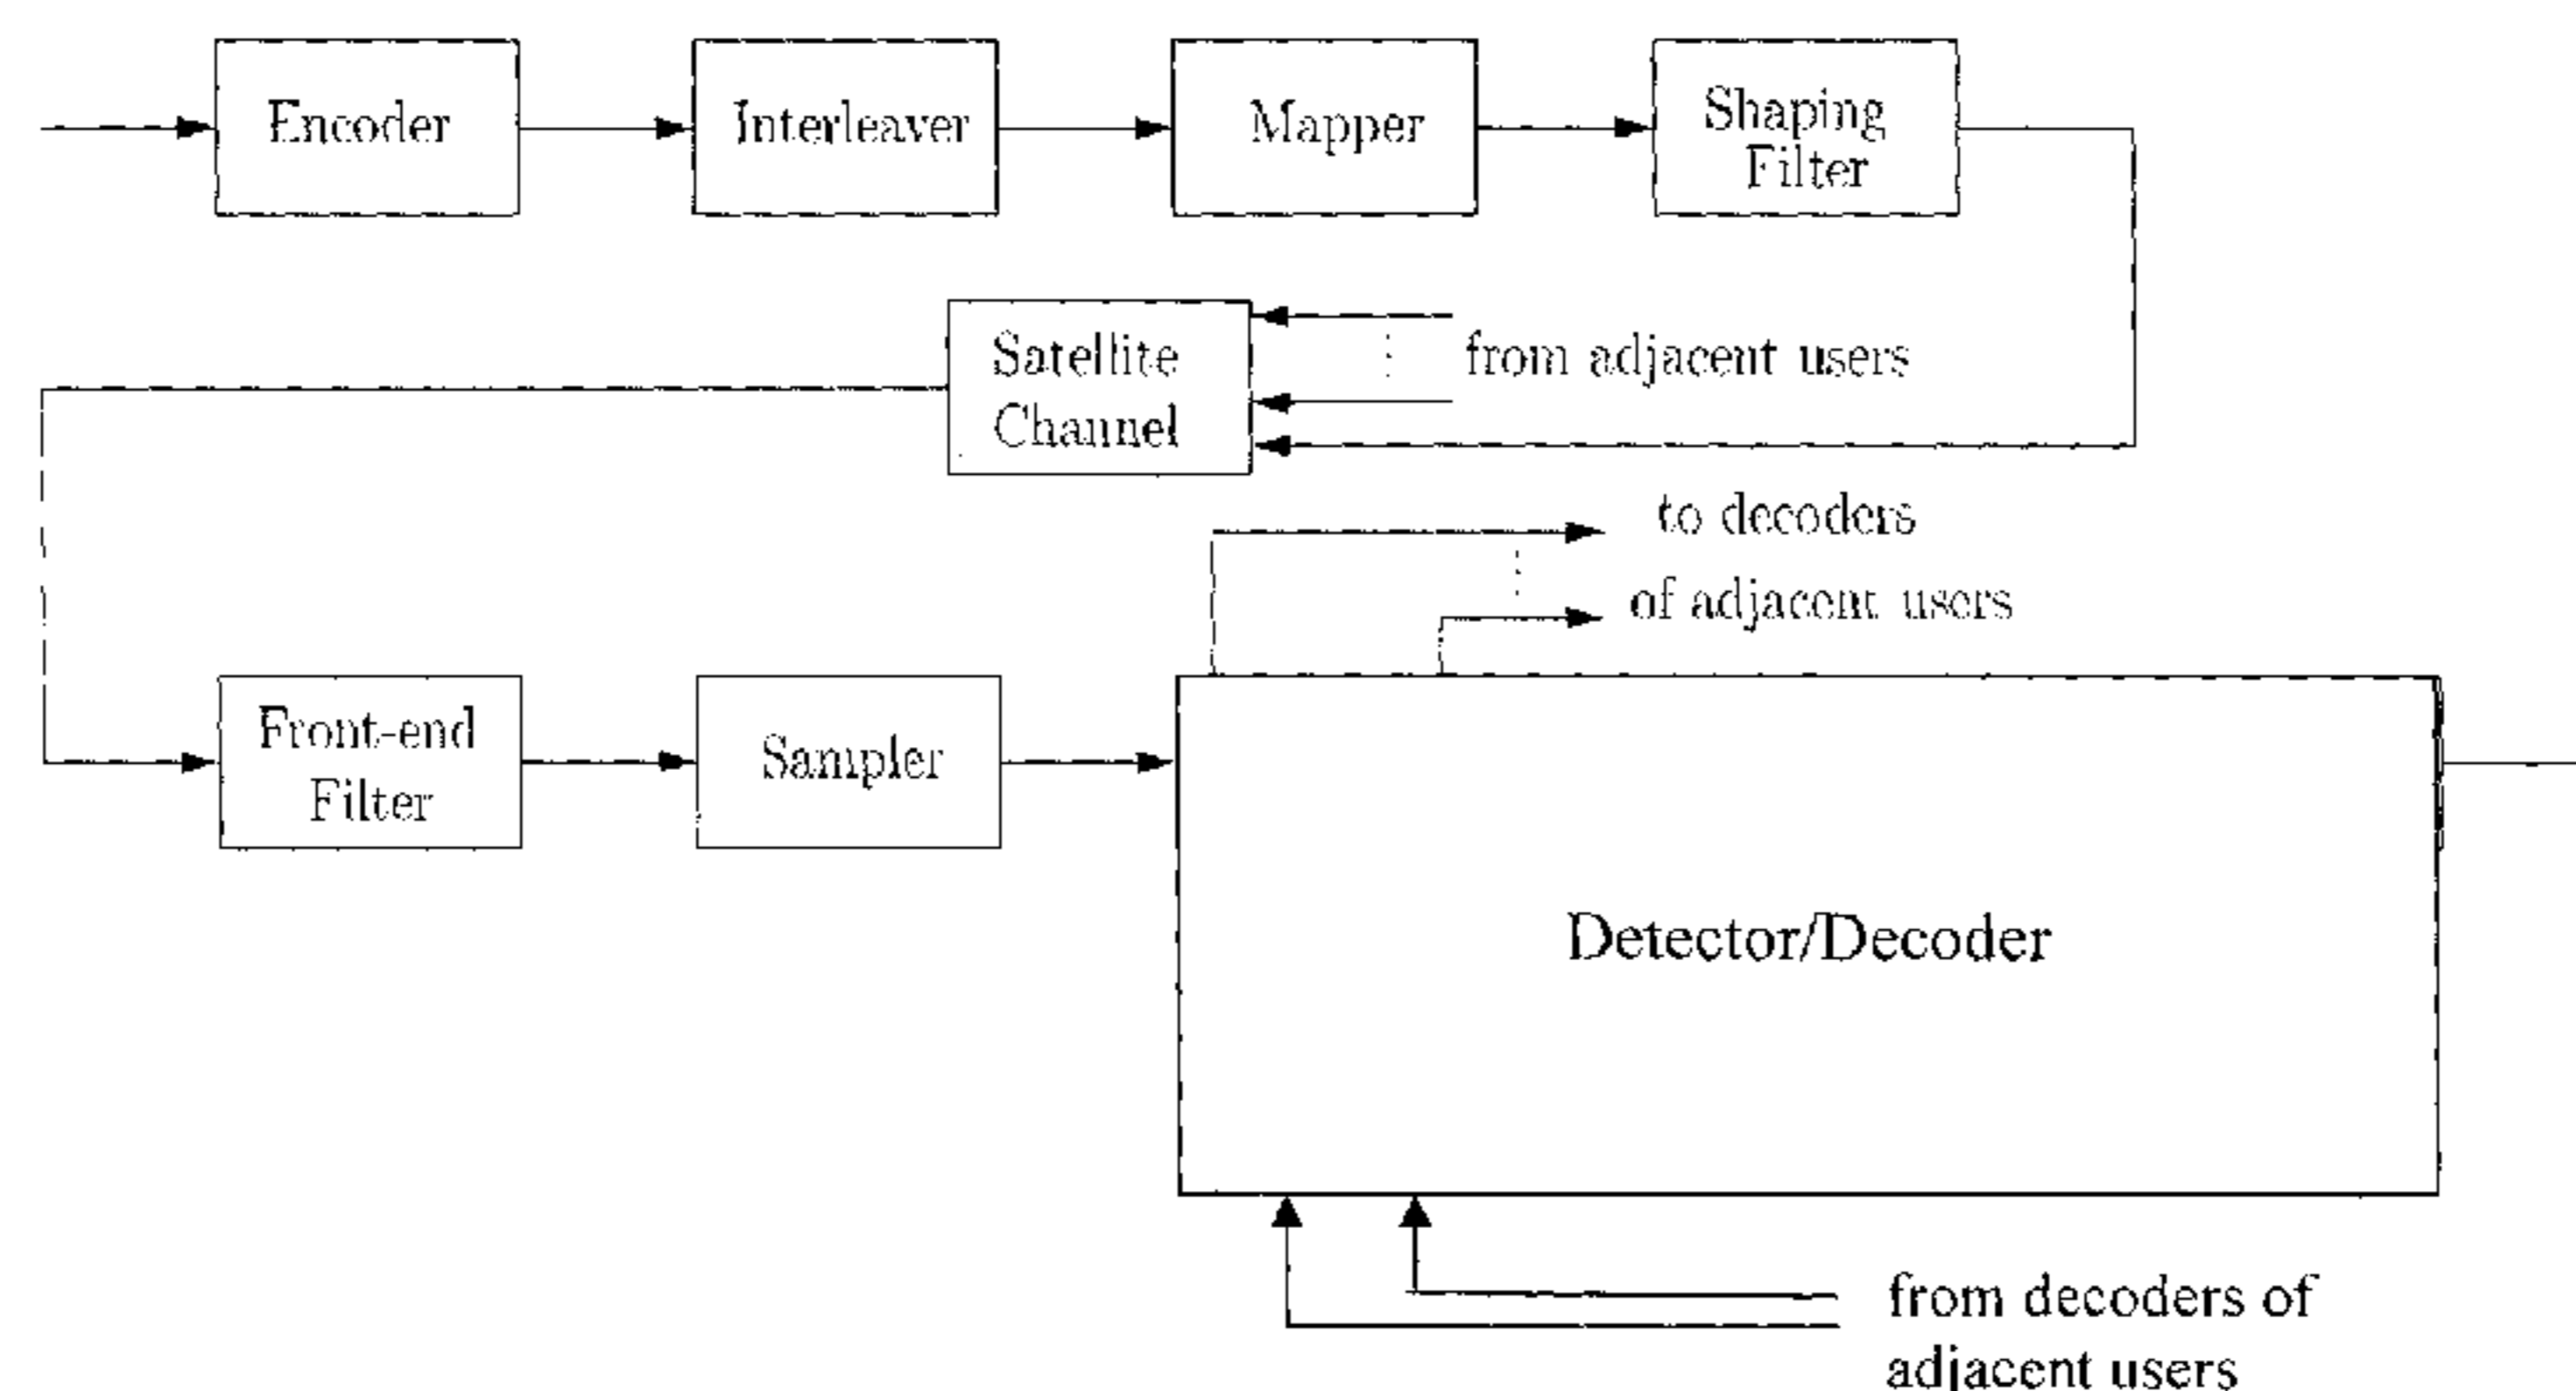 Encoder
Interleaver
Mapper
Shaping
Filter
Satellite
Channel
from adjacent users
to decoders
of adjacent users
Front-end
Filter
Sampler
Detector/Decoder
from decoders of
adjacent users